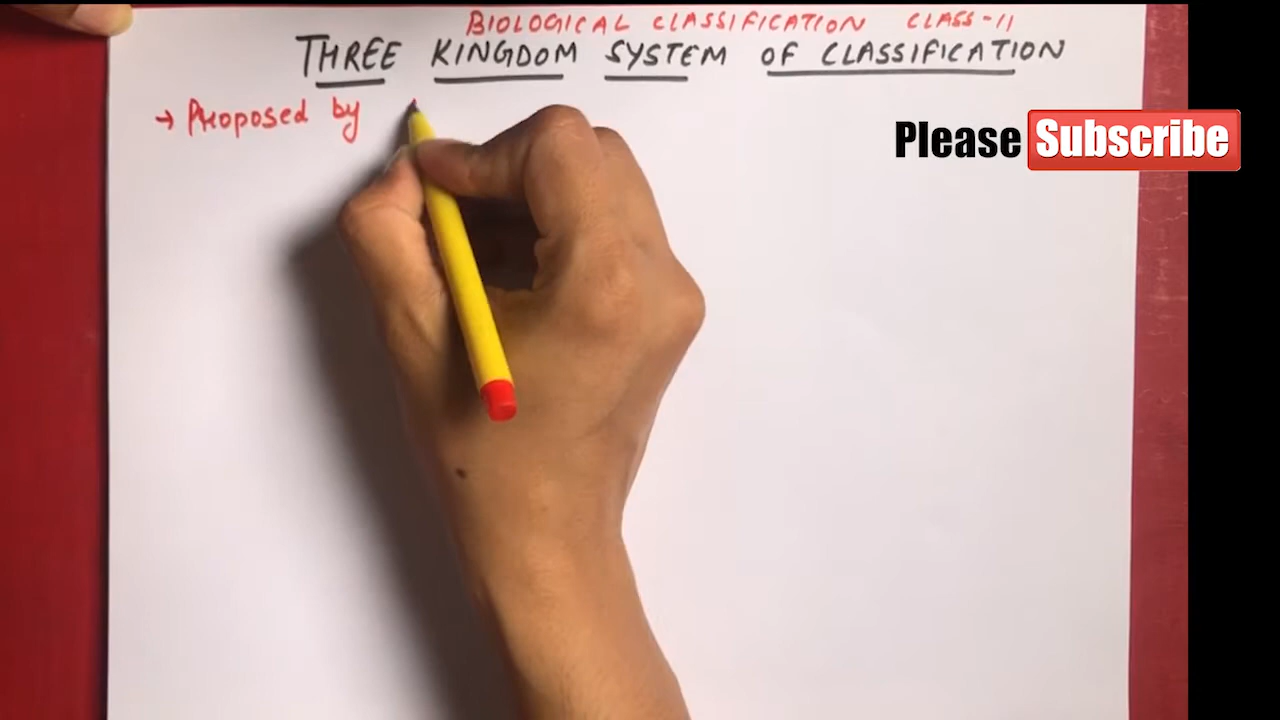 BIOLOGICAL CLASSIFICATION CLASS-11
THREE KINGDOM SYSTEM OF CLASSIFICATION
→ Proposed by
Please Subscribe